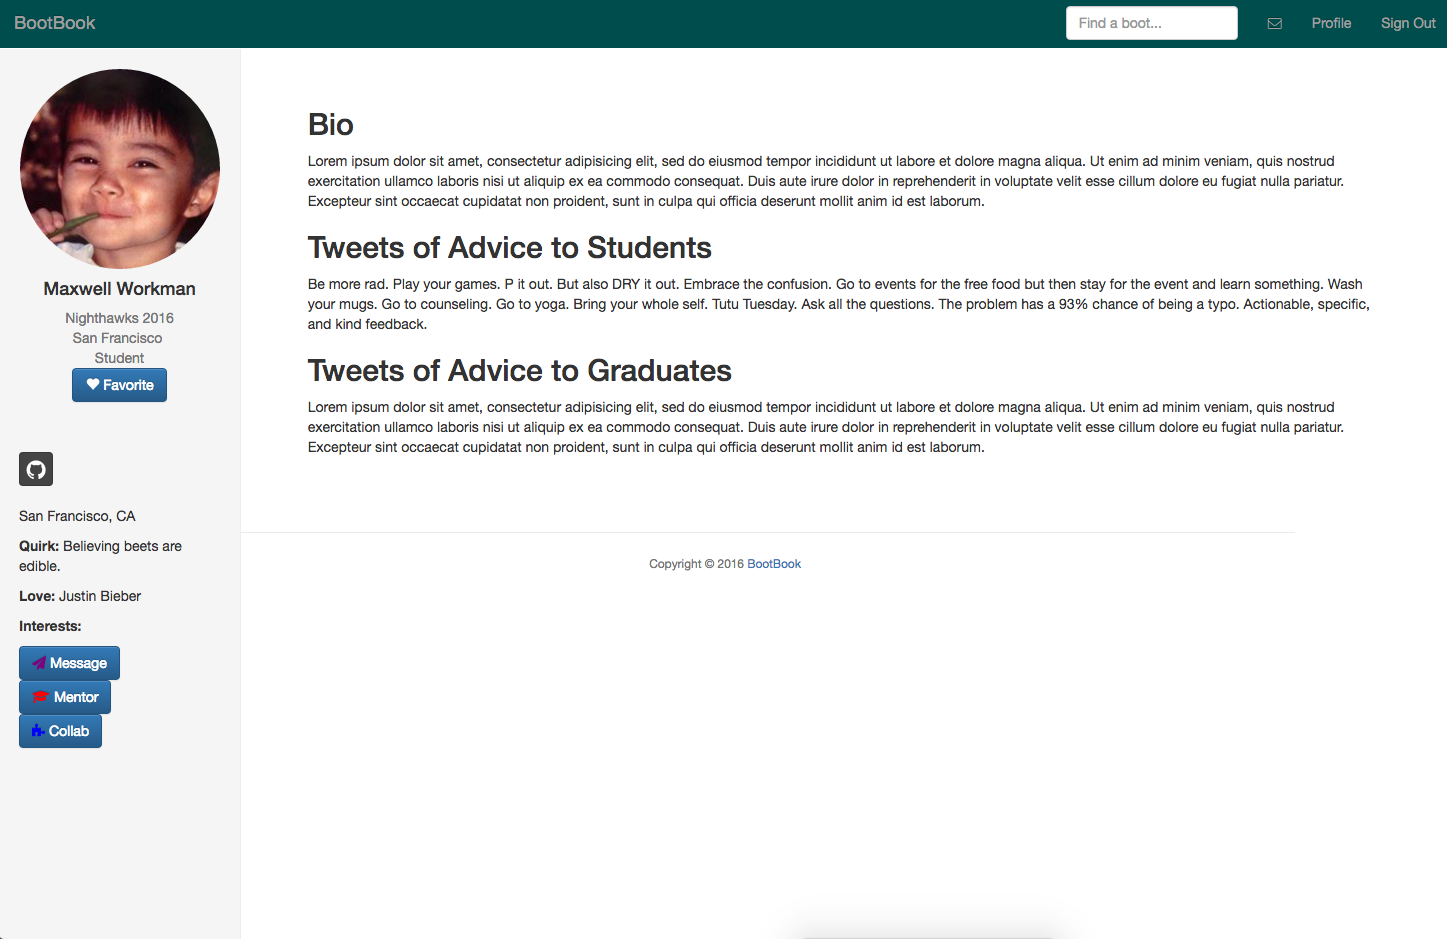 BootBook
Find a boot...
Profile
Sign Out
Maxwell Workman
Nighthawks 2016
San Francisco
Student
Favorite
San Francisco, CA
Quirk: Believing beets are
edible.
Love: Justin Bieber
Interests:
Message
Mentor
Collab
Bio
Lorem ipsum dolor sit amet, consectetur adipisicing elit, sed do eiusmod tempor incididunt ut labore et dolore magna aliqua. Ut enim ad minim veniam, quis nostrud
exercitation ullamco laboris nisi ut aliquip ex ea commodo consequat. Duis aute irure dolor in reprehenderit in voluptate velit esse cillum dolore eu fugiat nulla pariatur.
Excepteur sint occaecat cupidatat non proident, sunt in culpa qui officia deserunt mollit anim id est laborum.
Tweets of Advice to Students
Be more rad. Play your games. P it out. But also DRY it out. Embrace the confusion. Go to events for the free food but then stay for the event and learn something. Wash
your mugs. Go to counseling. Go to yoga. Bring your whole self. Tutu Tuesday. Ask all the questions. The problem has a 93% chance of being a typo. Actionable, specific,
and kind feedback.
Tweets of Advice to Graduates
Lorem ipsum dolor sit amet, consectetur adipisicing elit, sed do eiusmod tempor incididunt ut labore et dolore magna aliqua. Ut enim ad minim veniam, quis nostrud
exercitation ullamco laboris nisi ut aliquip ex ea commodo consequat. Duis aute irure dolor in reprehenderit in voluptate velit esse cillum dolore eu fugiat nulla pariatur.
Excepteur sint occaecat cupidatat non proident, sunt in culpa qui officia deserunt mollit anim id est laborum.
Copyright © 2016 BootBook